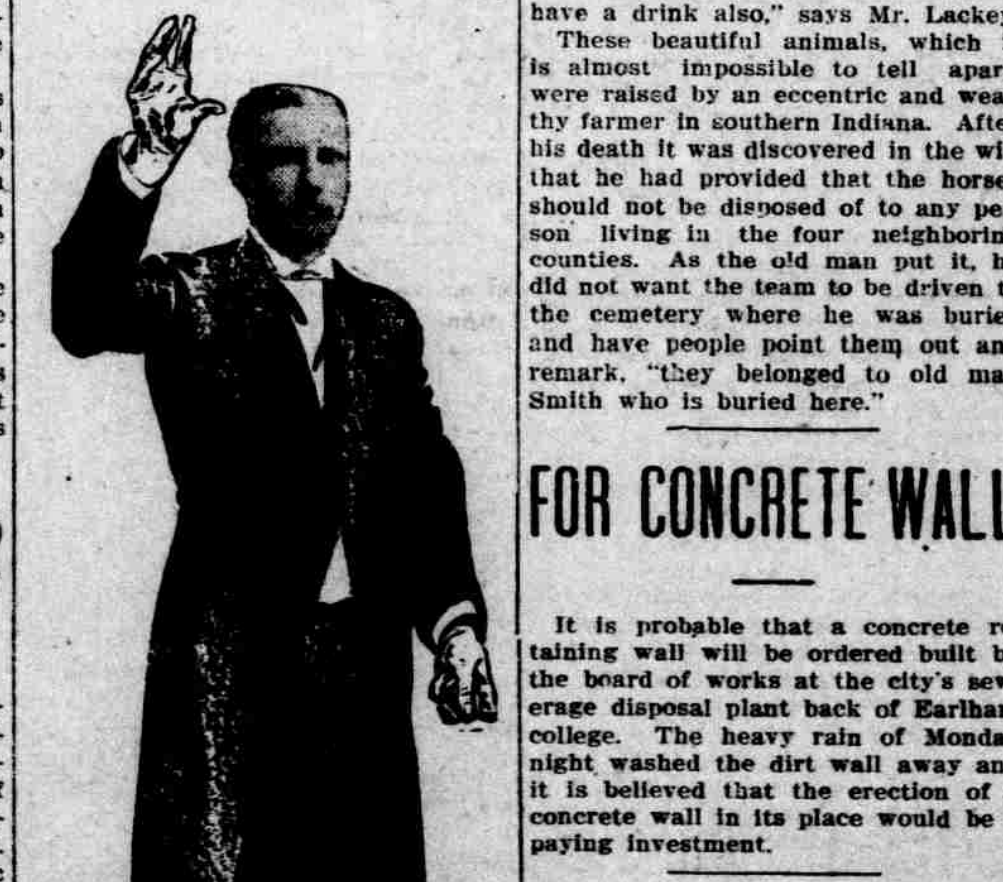 have a drink also," says Mr. Lackey
These beautiful animals, which
is almost impossible to tell apar
were raised by an eccentric and wea
thy farmer in southern Indiana. Afte
his death it was discovered in the wi
that he had provided that the horse
should not be disposed of to any pe
son living in the four neighborin
counties. As the old man put it, h
did not want the team to be driven t
the cemetery where he was burie
and have people point them out an
remark, "they belonged to old ma
Smith who is buried here."
FOR CONCRETE WALL
It is probable that a concrete re
taining wall will be ordered built b
the board of works at the city's sew
erage disposal plant back of Earlham
college. The heavy rain of Monda
night washed the dirt wall away an
it is believed that the erection of
concrete wall in its place would be
paying investment.